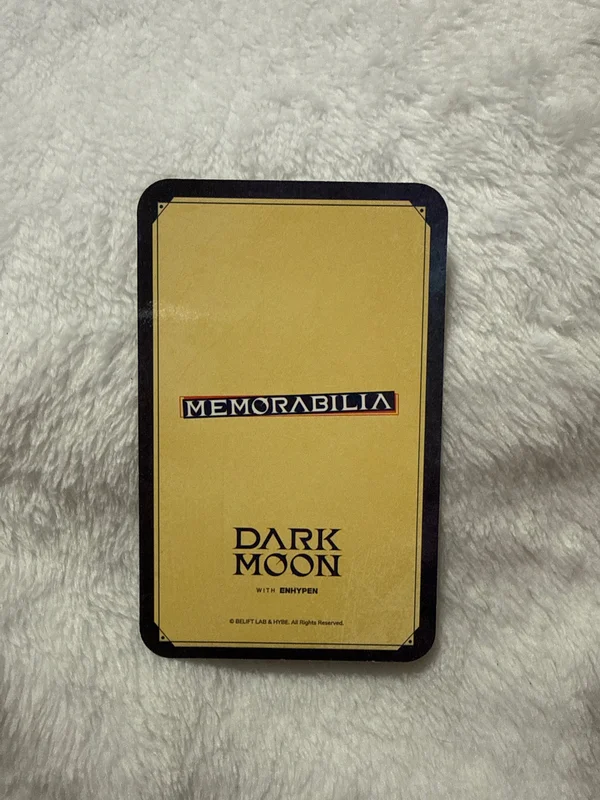 MEMORABILIA
DARK
MOON
WITH ENHYPEN
© BELIFT LAB & HYBE. All Rights Reserved.